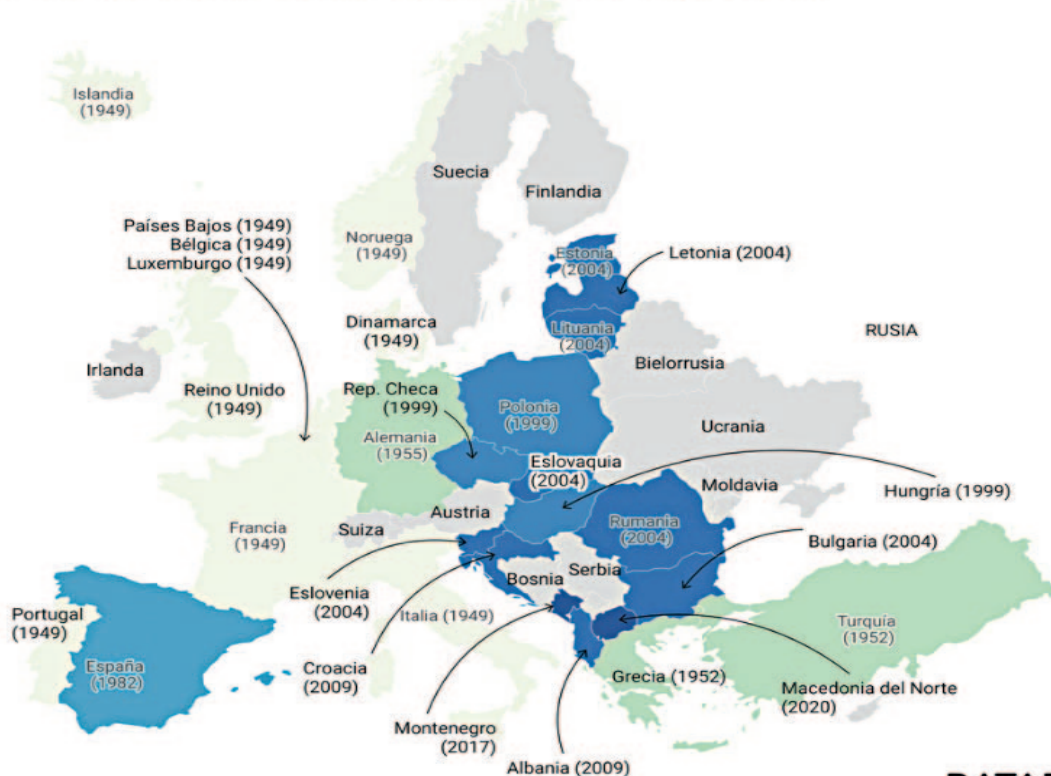 Islandia
(1949)
Suecia
Finlandia
Países Bajos (1949)
Bélgica (1949)
Luxemburgo (1949)
Noruega
(1949)
Estonia
(2004)
Letonia (2004)
Dinamarca
(1949)
Lituania
(2004)
RUSIA
Irlanda
Bielorrusia
Reino Unido
(1949)
Rep. Checa
(1999)
Polonia
(1999)
Alemania
(1955)
Ucrania
Eslovaquia
(2004)
Moldavia
Hungría (1999)
Austria
Suiza
Francia
(1949)
Rumanía
(2004)
Bulgaria (2004)
Serbia
Bosnia
Eslovenia
(2004)
Italia (1949)
Portugal
(1949)
Turquía
(1952)
España
(1982)
Croacia
(2009)
Grecia (1952)
Macedonia del Norte
(2020)
Montenegro
(2017)
Albania (2009)